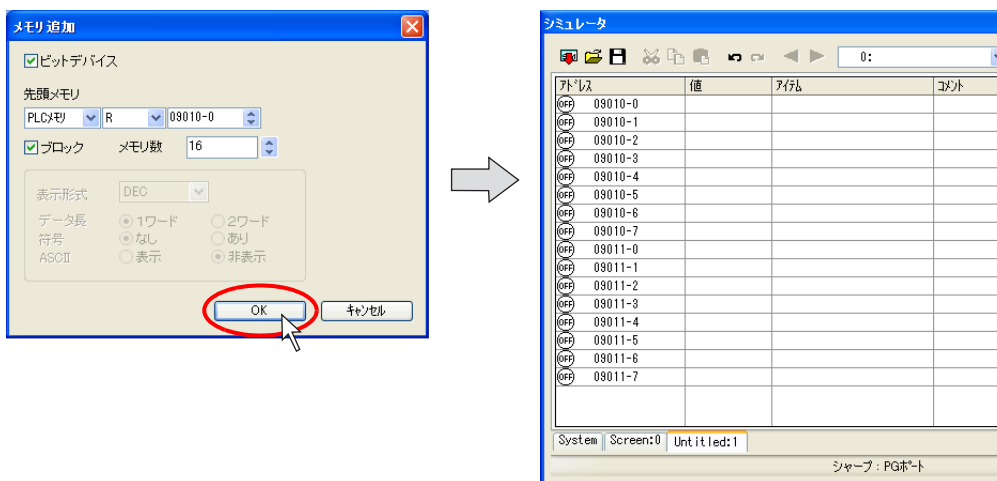 メモリ追加
ビットデバイス
先頭メモリ
PLCメモリ R 09010-0
ブロック メモリ数 16
表示形式 DEC
データ長 1ワード 2ワード
符号 なし あり
ASCII 表示 非表示
OK キャンセル
シミュレータ
0:
アドレス 値 アイテム コメント
OFF 09010-0
OFF 09010-1
OFF 09010-2
OFF 09010-3
OFF 09010-4
OFF 09010-5
OFF 09010-6
OFF 09010-7
OFF 09011-0
OFF 09011-1
OFF 09011-2
OFF 09011-3
OFF 09011-4
OFF 09011-5
OFF 09011-6
OFF 09011-7
System Screen:0 Untitled:1
シャープ:PGポート